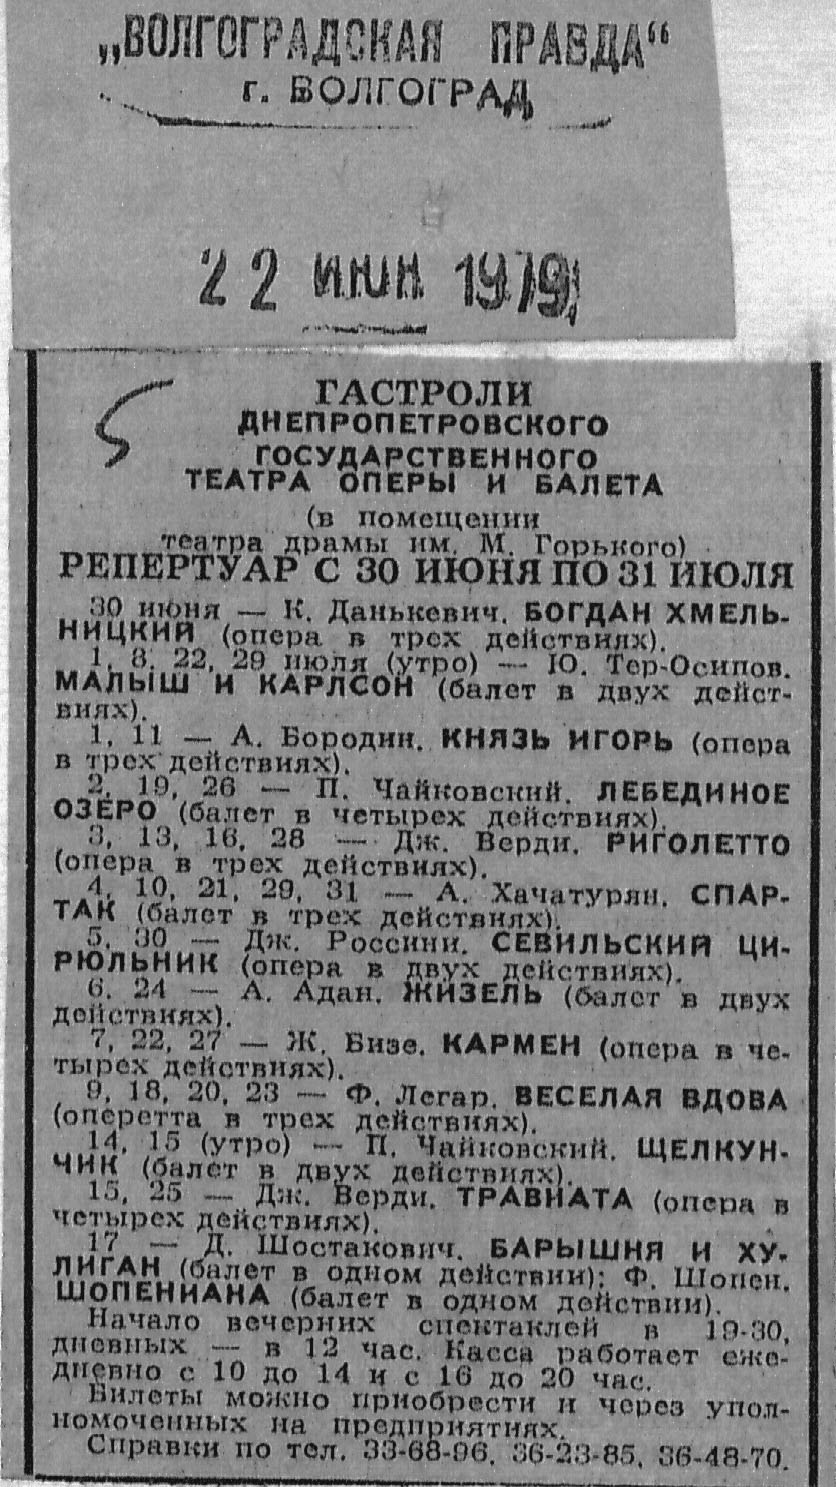 „ВОЛГОГРАДСКАЯ ПРАВДА“
г. ВОЛГОГРАД
22 ИЮН 1979
ГАСТРОЛИ
ДНЕПРОПЕТРОВСКОГО
ГОСУДАРСТВЕННОГО
ТЕАТРА ОПЕРЫ И БАЛЕТА
(в помещении
театра драмы им. М. Горького)
РЕПЕРТУАР С 30 ИЮНЯ ПО 31 ИЮЛЯ
30 июня — К. Данькевич. БОГДАН ХМЕЛЬ-
НИЦКИЙ (опера в трех действиях).
1, 8, 22, 29 июля (утро) — Ю. Тер-Осипов.
МАЛЫШ И КАРЛСОН (балет в двух дейст-
виях).
1, 11 — А. Бородин. КНЯЗЬ ИГОРЬ (опера
в трех действиях).
2, 19, 26 — П. Чайковский. ЛЕБЕДИНОЕ
ОЗЕРО (балет в четырех действиях).
3, 13, 16, 28 — Дж. Верди. РИГОЛЕТТО
(опера в трех действиях).
4, 10, 21, 29, 31 — А. Хачатурян. СПАР-
ТАК (балет в трех действиях).
5, 30 — Дж. Россини. СЕВИЛЬСКИЙ ЦИ-
РЮЛЬНИК (опера в двух действиях).
6, 24 — А. Адан. ЖИЗЕЛЬ (балет в двух
действиях).
7, 22, 27 — Ж. Бизе. КАРМЕН (опера в че-
тырех действиях).
9, 18, 20, 23 — Ф. Легар. ВЕСЕЛАЯ ВДОВА
(оперетта в трех действиях).
14, 15 (утро) — П. Чайковский. ЩЕЛКУН-
ЧИК (балет в двух действиях).
15, 25 — Дж. Верди. ТРАВИАТА (опера в
четырех действиях).
17 — Д. Шостакович. БАРЫШНЯ И ХУ-
ЛИГАН (балет в одном действии); Ф. Шопен.
ШОПЕНИАНА (балет в одном действии).
Начало вечерних спектаклей в 19-30,
дневных — в 12 час. Касса работает еже-
дневно с 10 до 14 и с 16 до 20 час.
Билеты можно приобрести и через упол-
номоченных на предприятиях.
Справки по тел. 33-68-96, 36-23-85, 36-48-70.